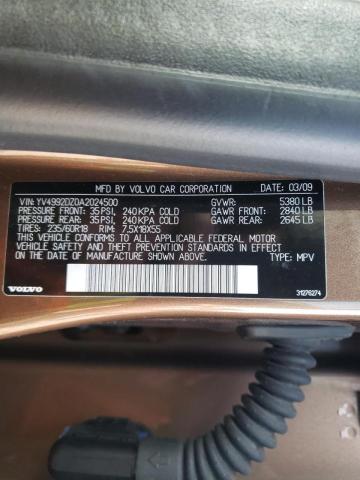 MFD BY VOLVO CAR CORPORATION DATE: 03/09
VIN: YV4992DZ0A2024500 GVWR: 5380 LB
PRESSURE FRONT: 35 PSI, 240 KPA COLD GAWR FRONT: 2840 LB
PRESSURE REAR: 35 PSI, 240 KPA COLD GAWR REAR: 2645 LB
TIRES: 235/60R18 7,5X18X55
THIS VEHICLE CONFORMS TO ALL APPLICABLE FEDERAL MOTOR
VEHICLE SAFETY AND THEFT PREVENTION STANDARDS IN EFFECT
ON THE DATE OF MANUFACTURE SHOWN ABOVE. TYPE: MPV
VOLVO 31276274